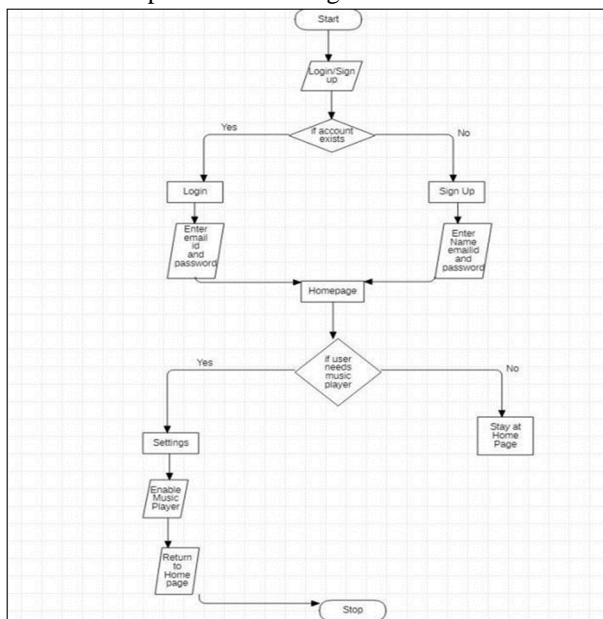 Start
Login/Sign
up
if account
exists
Yes
No
Login
Sign Up
Enter
email
id
and
password
Enter
Name
emailid
and
password
Homepage
if user
needs
music
player
Yes
No
Settings
Stay at
Home
Page
Enable
Music
Player
Return
to
Home
page
Stop